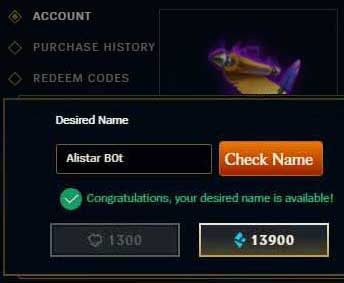 ACCOUNT
PURCHASE HISTORY
REDEEM CODES
Desired Name
Alistar B0t
Check Name
Congratulations, your desired name is available!
1300
13900